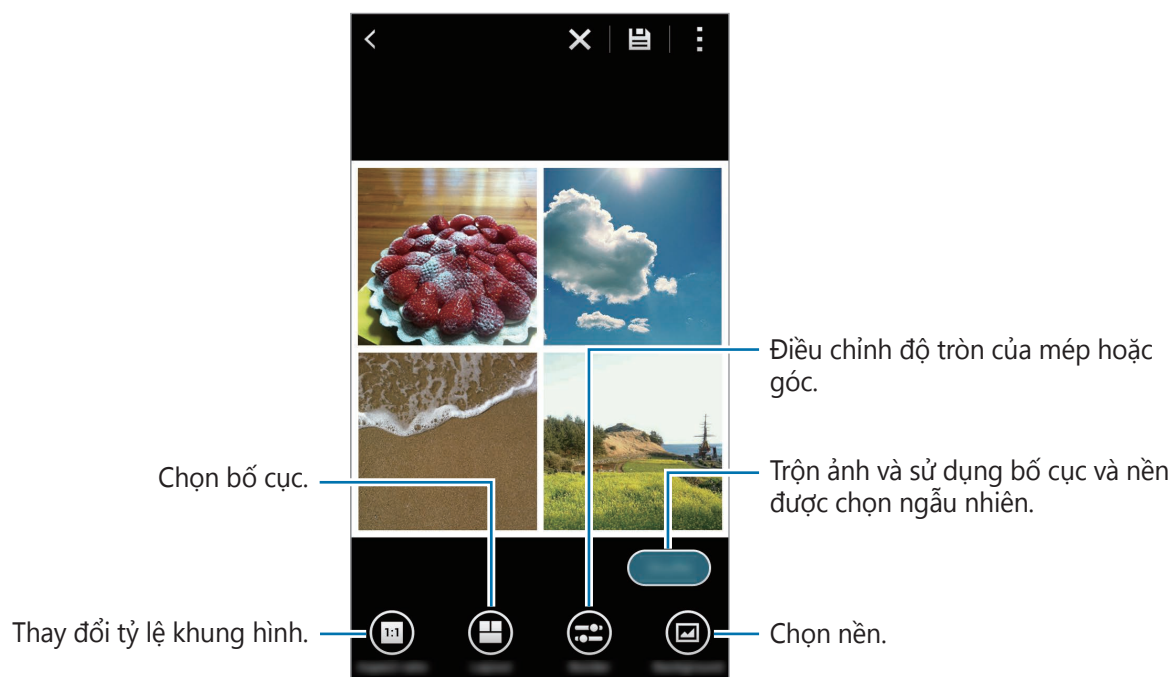 Điều chỉnh độ tròn của mép hoặc
góc.
Trộn ảnh và sử dụng bố cục và nền
được chọn ngẫu nhiên.
Chọn bố cục.
Thay đổi tỷ lệ khung hình.
1:1
Chọn nền.